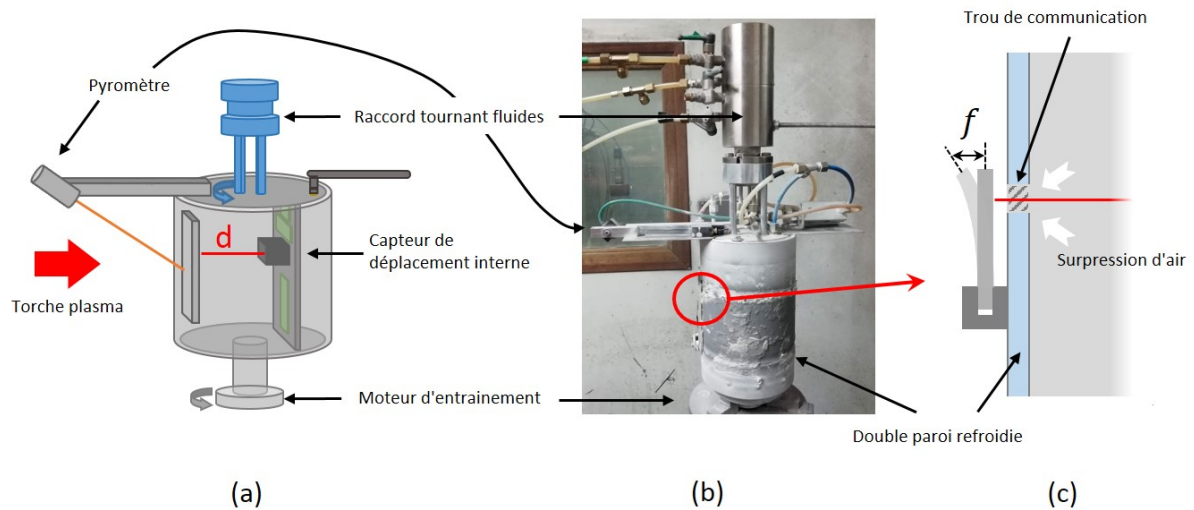 Trou de communication
Pyromètre
Raccord tournant fluides
f
d
Capteur de
déplacement interne
Surpression d'air
Torche plasma
Moteur d'entrainement
Double paroi refroidie
(a)
(b)
(c)